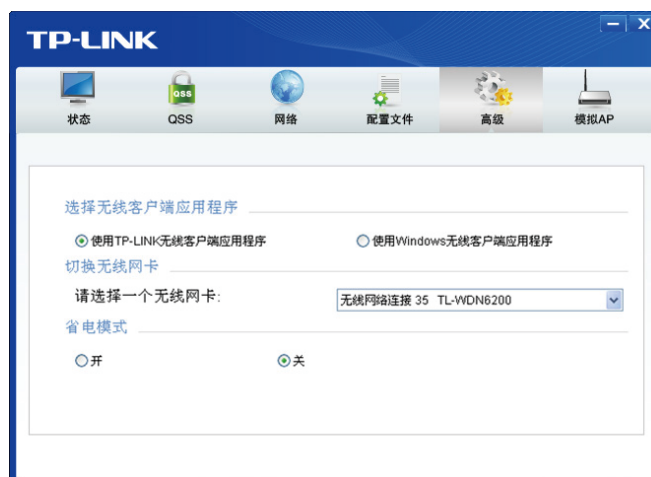 TP-LINK
状态
QSS
QSS
网络
配置文件
高级
模拟AP
选择无线客户端应用程序
使用TP-LINK无线客户端应用程序
使用Windows无线客户端应用程序
切换无线网卡
请选择一个无线网卡:
无线网络连接 35 TL-WDN6200
省电模式
开
关